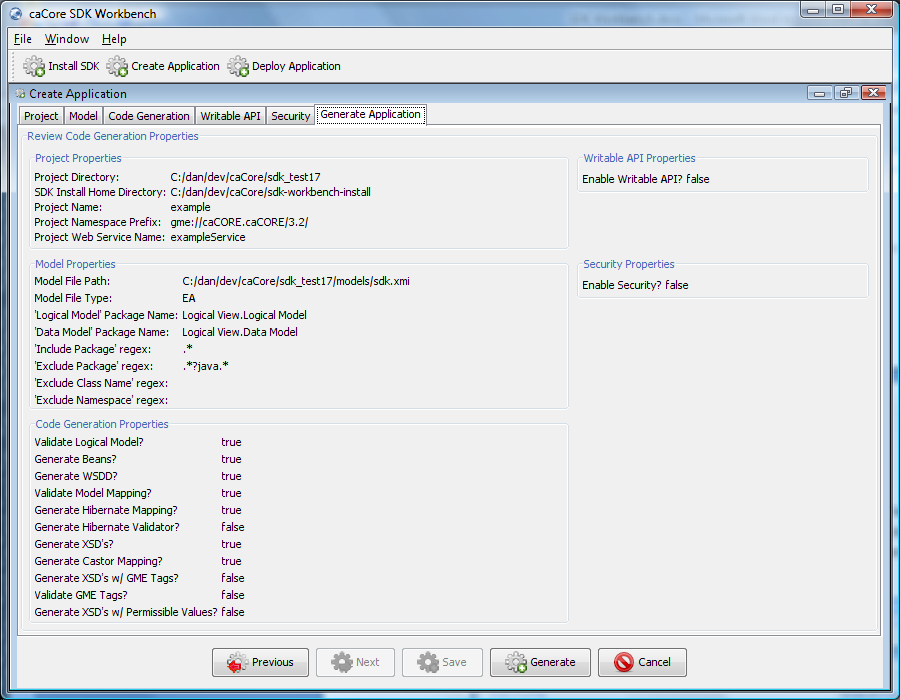 caCore SDK Workbench
File Window Help
Install SDK Create Application Deploy Application
Create Application
Project Model Code Generation Writable API Security Generate Application
Review Code Generation Properties
Project Properties
Project Directory: C:/dan/dev/caCore/sdk_test17
SDK Install Home Directory: C:/dan/dev/caCore/sdk-workbench-install
Project Name: example
Project Namespace Prefix: gme://caCORE.caCORE/3.2/
Project Web Service Name: exampleService
Writable API Properties
Enable Writable API? false
Model Properties
Model File Path: C:/dan/dev/caCore/sdk_test17/models/sdk.xmi
Model File Type: EA
'Logical Model' Package Name: Logical View.Logical Model
'Data Model' Package Name: Logical View.Data Model
'Include Package' regex: .*
'Exclude Package' regex: .*?java.*
'Exclude Class Name' regex:
'Exclude Namespace' regex:
Security Properties
Enable Security? false
Code Generation Properties
Validate Logical Model? true
Generate Beans? true
Generate WSDD? true
Validate Model Mapping? true
Generate Hibernate Mapping? true
Generate Hibernate Validator? false
Generate XSD's? true
Generate Castor Mapping? true
Generate XSD's w/ GME Tags? false
Validate GME Tags? false
Generate XSD's w/ Permissible Values? false
Previous Next Save Generate Cancel